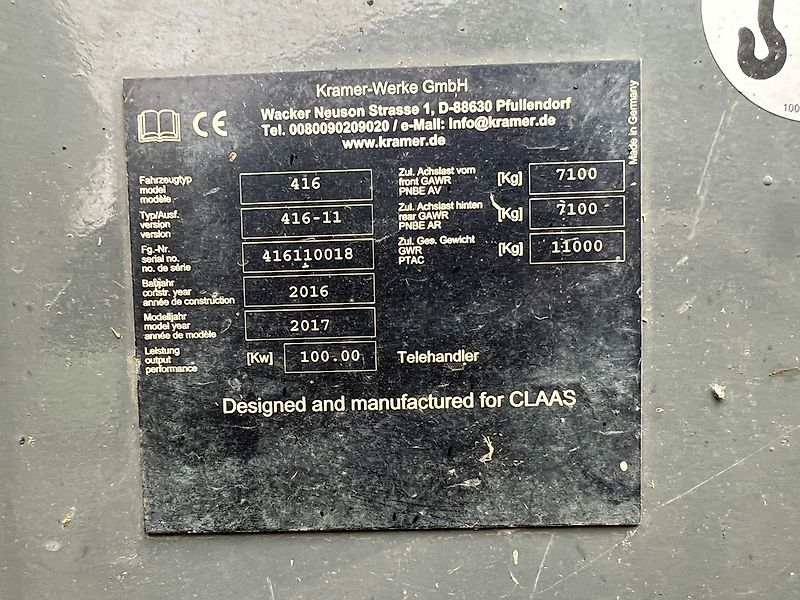 Kramer-Werke GmbH
Wacker Neuson Strasse 1, D-88630 Pfullendorf
Tel. 0080090209020 / e-Mail: Info@kramer.de
www.kramer.de
CE
Made in Germany
Fahrzeugtyp
model
modèle
416
Typ/Ausf.
version
version
416-11
Fg.-Nr.
serial no.
no. de série
416110018
Baujahr
constr. year
année de construction
2016
Modelljahr
model year
année de modèle
2017
Leistung
output
performance
[Kw] 100.00
Zul. Achslast vorn
front GAWR
PNBE AV
[Kg] 7100
Zul. Achslast hinten
rear GAWR
PNBE AR
[Kg] 7100
Zul. Ges. Gewicht
GWR
PTAC
[Kg] 11000
Telehandler
Designed and manufactured for CLAAS
100